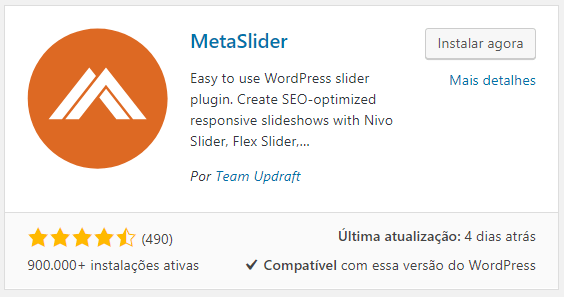 MetaSlider
Instalar agora
Mais detalhes
Easy to use WordPress slider
plugin. Create SEO-optimized
responsive slideshows with Nivo
Slider, Flex Slider,...
Por Team Updraft
(490)
Última atualização: 4 dias atrás
900.000+ instalações ativas
Compatível com essa versão do WordPress